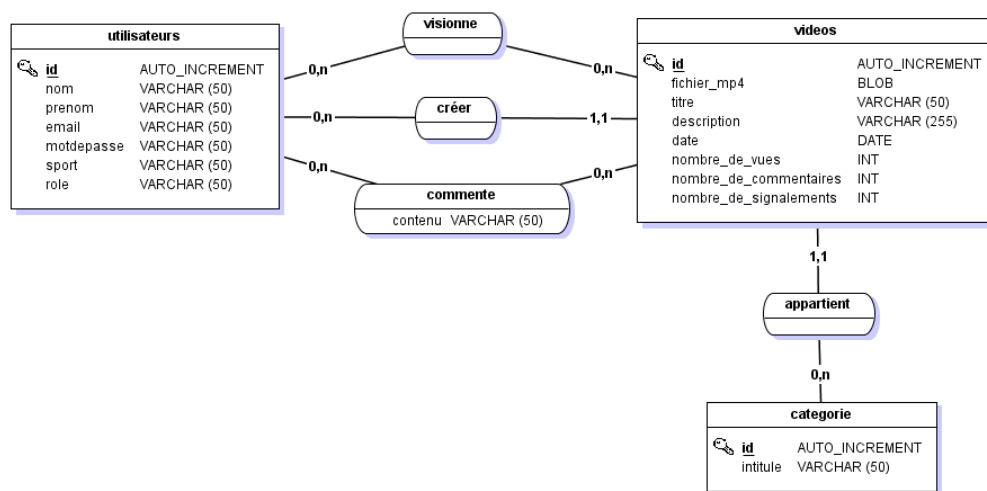 visionne
utilisateurs
id AUTO_INCREMENT
nom VARCHAR (50)
prenom VARCHAR (50)
email VARCHAR (50)
motdepasse VARCHAR (50)
sport VARCHAR (50)
role VARCHAR (50)
0,n
0,n
créer
0,n
1,1
0,n
0,n
commente
contenu VARCHAR (50)
videos
id AUTO_INCREMENT
fichier_mp4 BLOB
titre VARCHAR (50)
description VARCHAR (255)
date DATE
nombre_de_vues INT
nombre_de_commentaires INT
nombre_de_signalements INT
1,1
appartient
0,n
categorie
id AUTO_INCREMENT
intitule VARCHAR (50)